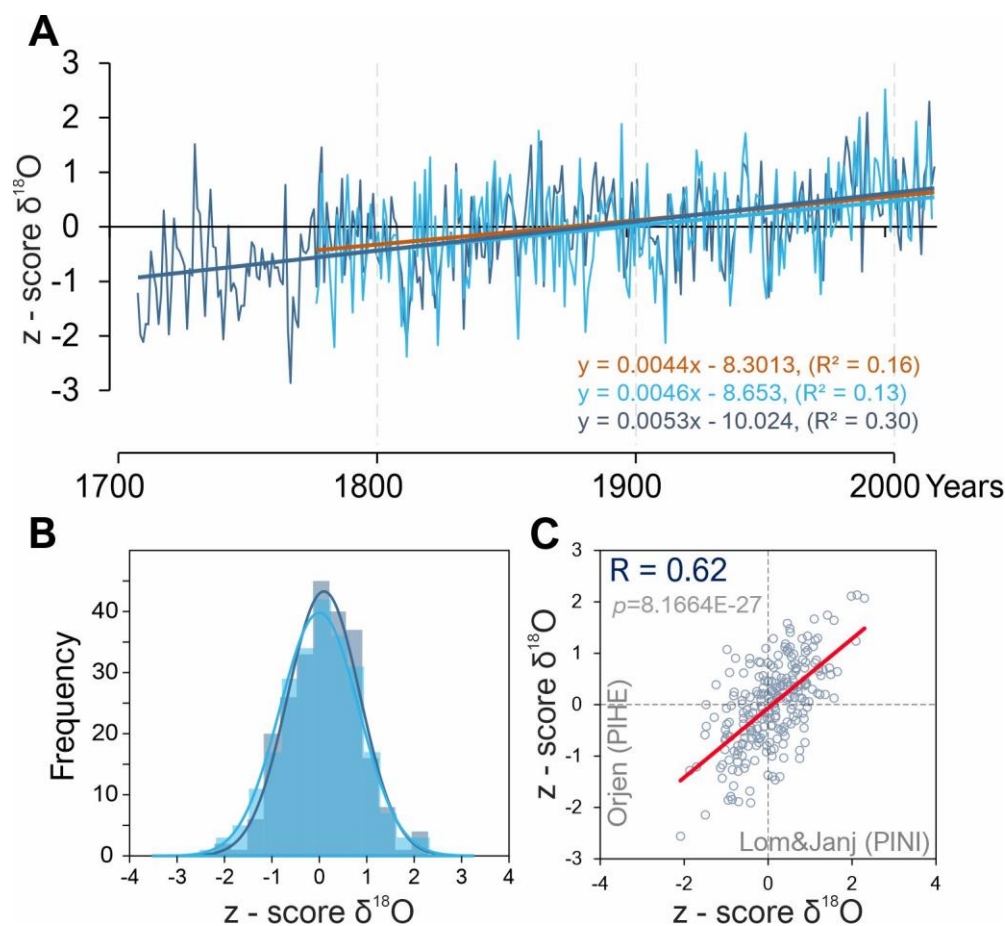 A
3
2
1
0
-1
-2
-3
z - score δ¹⁸O
y = 0.0044x - 8.3013, (R² = 0.16)
y = 0.0046x - 8.653, (R² = 0.13)
y = 0.0053x - 10.024, (R² = 0.30)
1700 1800 1900 2000 Years
B
40
30
20
10
0
Frequency
-4 -3 -2 -1 0 1 2 3 4
z - score δ¹⁸O
C
3
2
1
0
-1
-2
-3
z - score δ¹⁸O
R = 0.62
p=8.1664E-27
Orjen (PIHE)
Lom&Janj (PINI)
-4 -2 0 2 4
z - score δ¹⁸O